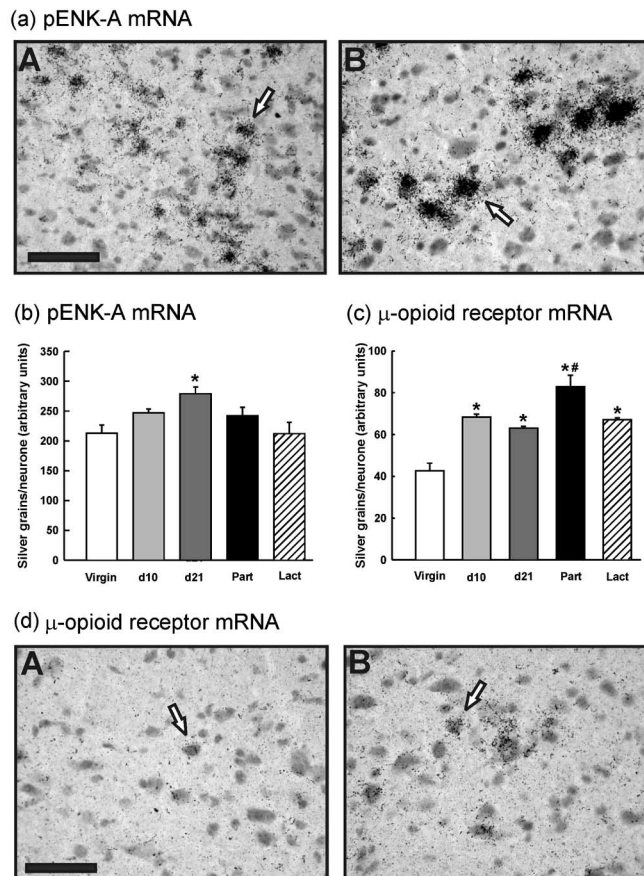 (a) pENK-A mRNA
A
B
(b) pENK-A mRNA
Silver grains/neurone (arbitrary units)
350
300
250
200
150
100
50
0
*
Virgin d10 d21 Part Lact
(c) μ-opioid receptor mRNA
Silver grains/neurone (arbitrary units)
100
80
60
40
20
0
* * *# *
Virgin d10 d21 Part Lact
(d) μ-opioid receptor mRNA
A
B